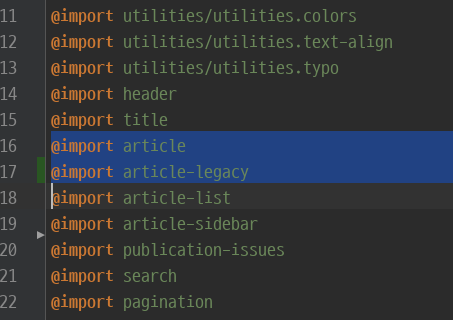 11 @import utilities/utilities.colors
12 @import utilities/utilities.text-align
13 @import utilities/utilities.typo
14 @import header
15 @import title
16 @import article
17 @import article-legacy
18 @import article-list
19 @import article-sidebar
20 @import publication-issues
21 @import search
22 @import pagination